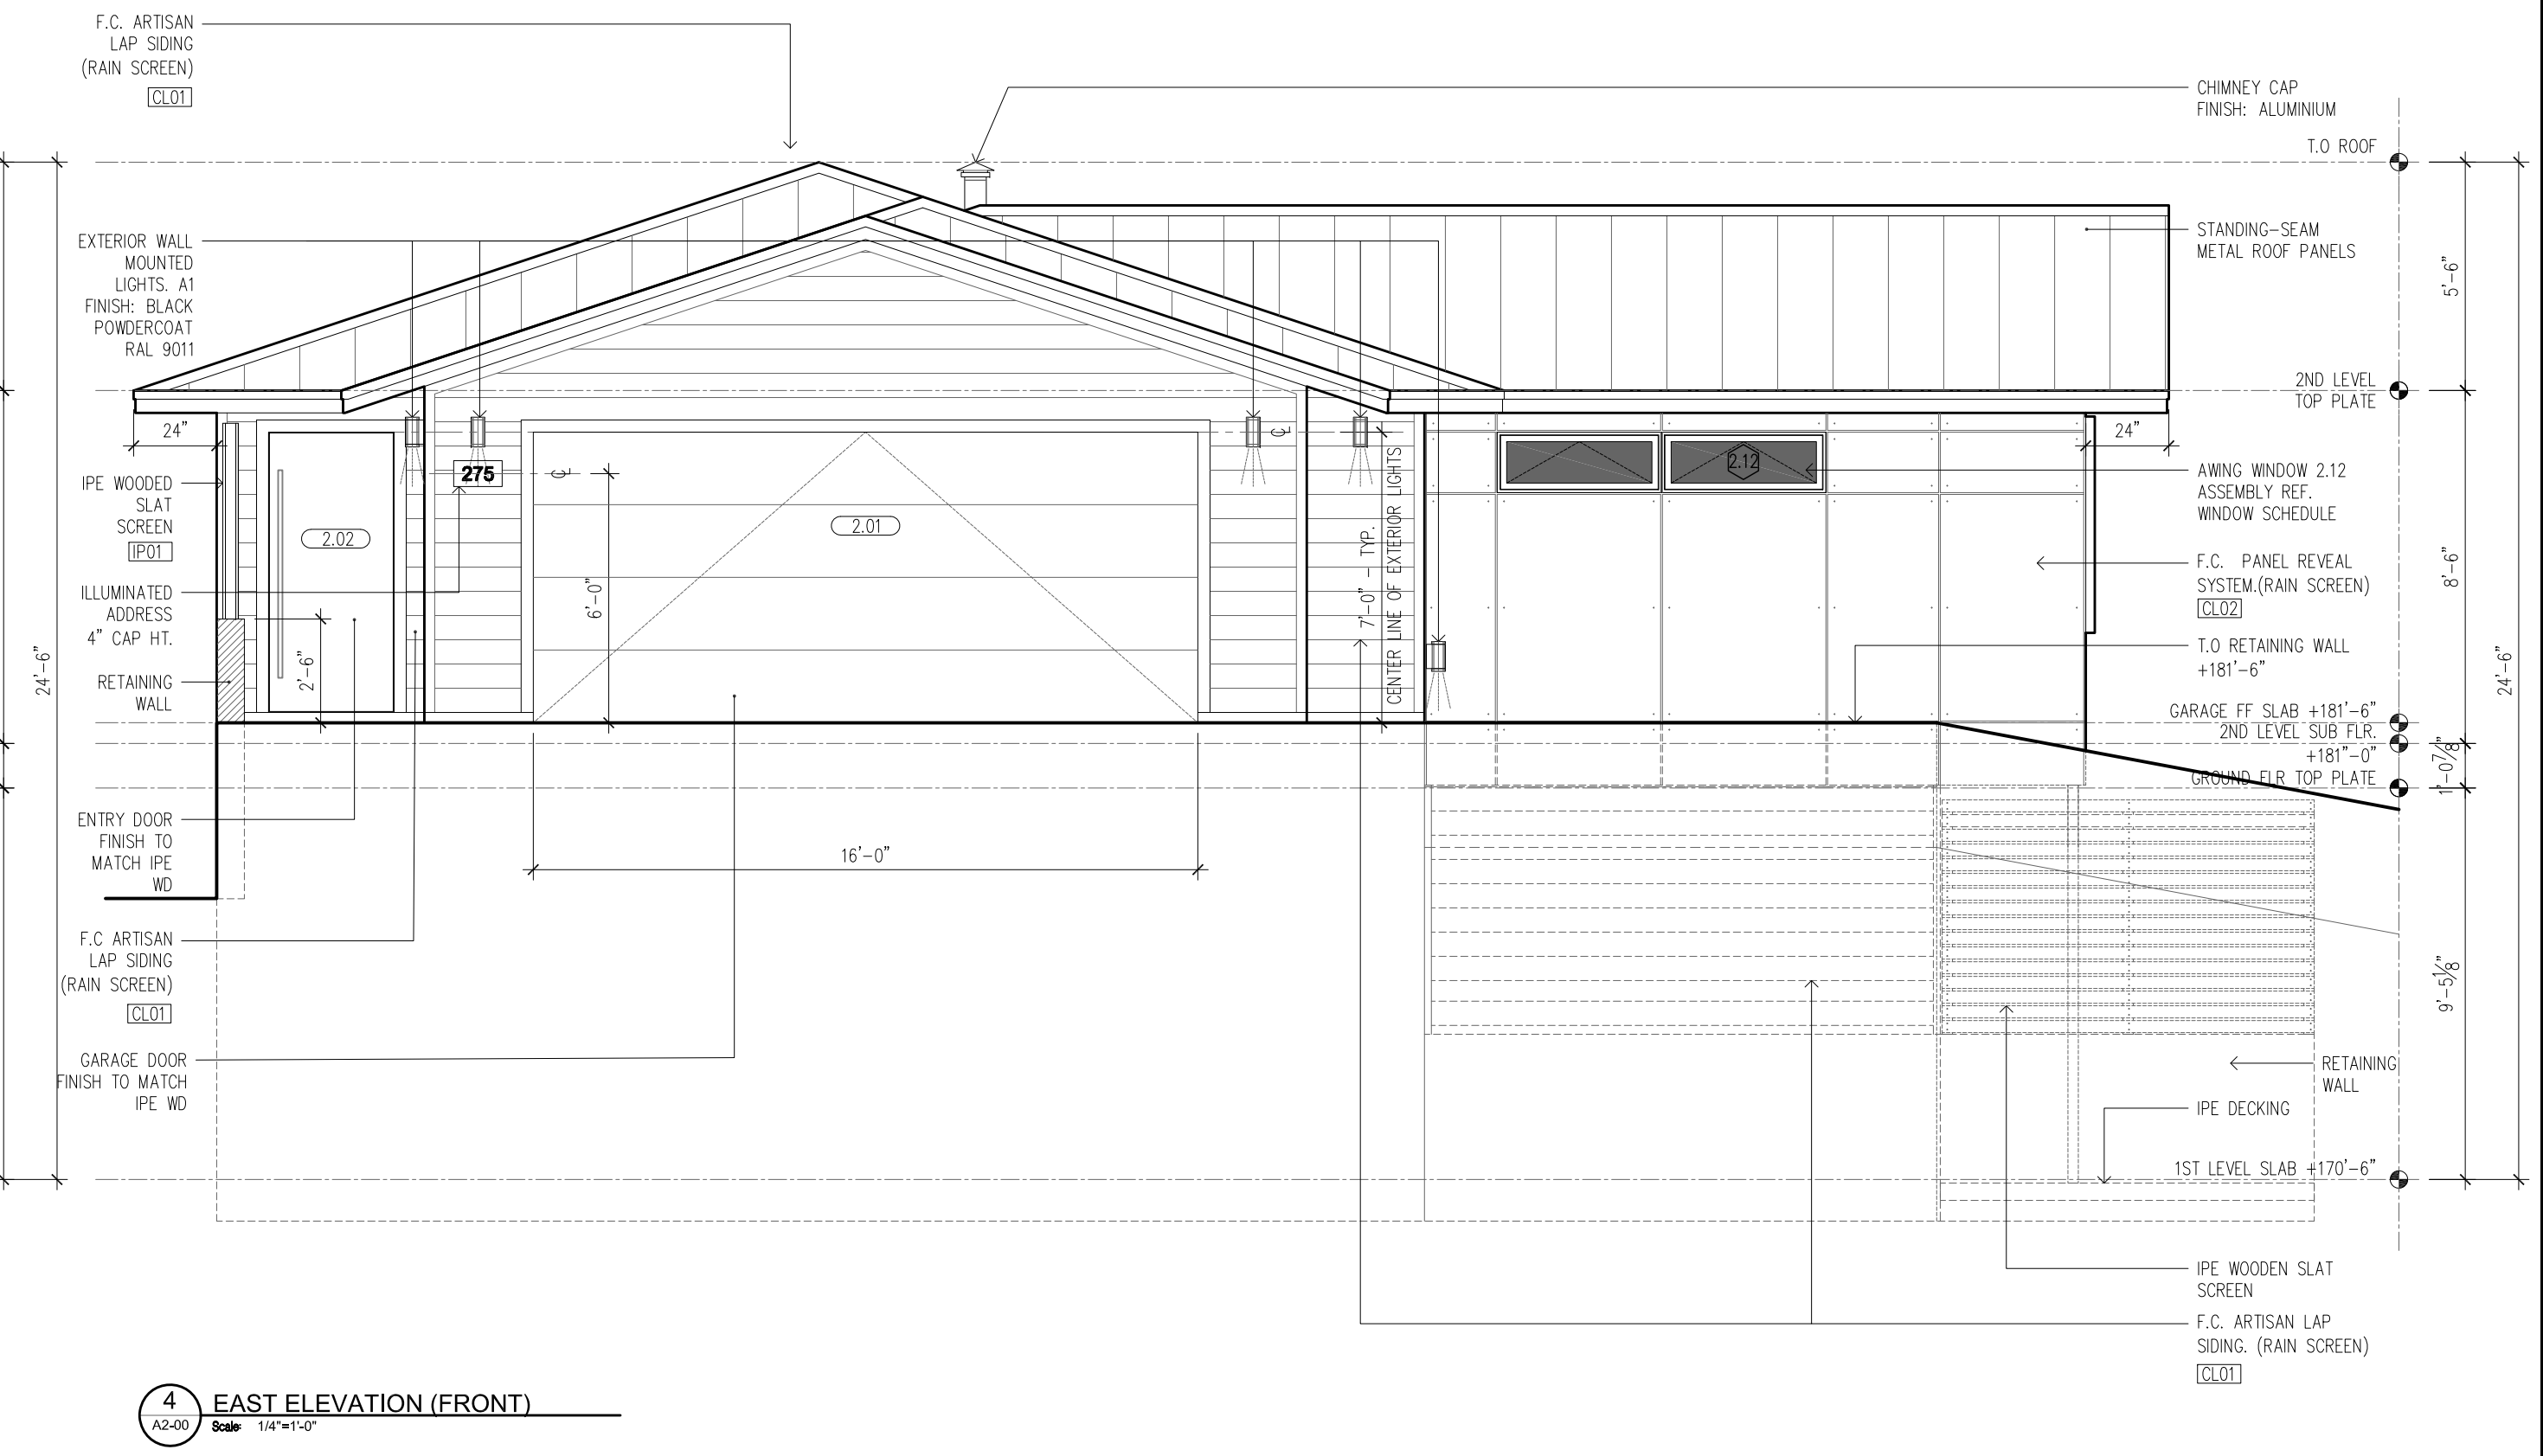 F.C. ARTISAN
LAP SIDING
(RAIN SCREEN)
CL01
CHIMNEY CAP
FINISH: ALUMINIUM
T.O ROOF
EXTERIOR WALL
MOUNTED
LIGHTS. A1
FINISH: BLACK
POWDERCOAT
RAL 9011
STANDING-SEAM
METAL ROOF PANELS
5'-6"
2ND LEVEL
TOP PLATE
24"
24"
IPE WOODED
SLAT
SCREEN
IP01
275
℄
℄
2.12
AWING WINDOW 2.12
ASSEMBLY REF.
WINDOW SCHEDULE
2.02
2.01
7'-0" - TYP.
CENTER LINE OF EXTERIOR LIGHTS
F.C. PANEL REVEAL
SYSTEM.(RAIN SCREEN)
CL02
8'-6"
ILLUMINATED
ADDRESS
4" CAP HT.
6'-0"
2'-6"
24'-6"
24'-6"
RETAINING
WALL
T.O RETAINING WALL
+181'-6"
GARAGE FF SLAB +181'-6"
2ND LEVEL SUB FLR.
+181"-0"
GROUND FLR TOP PLATE
1'-0⅞"
ENTRY DOOR
FINISH TO
MATCH IPE
WD
16'-0"
F.C ARTISAN
LAP SIDING
(RAIN SCREEN)
CL01
9'-5⅛"
GARAGE DOOR
FINISH TO MATCH
IPE WD
RETAINING
WALL
IPE DECKING
1ST LEVEL SLAB +170'-6"
IPE WOODEN SLAT
SCREEN
F.C. ARTISAN LAP
SIDING. (RAIN SCREEN)
CL01
4
A2-00
EAST ELEVATION (FRONT)
Scale: 1/4"=1'-0"